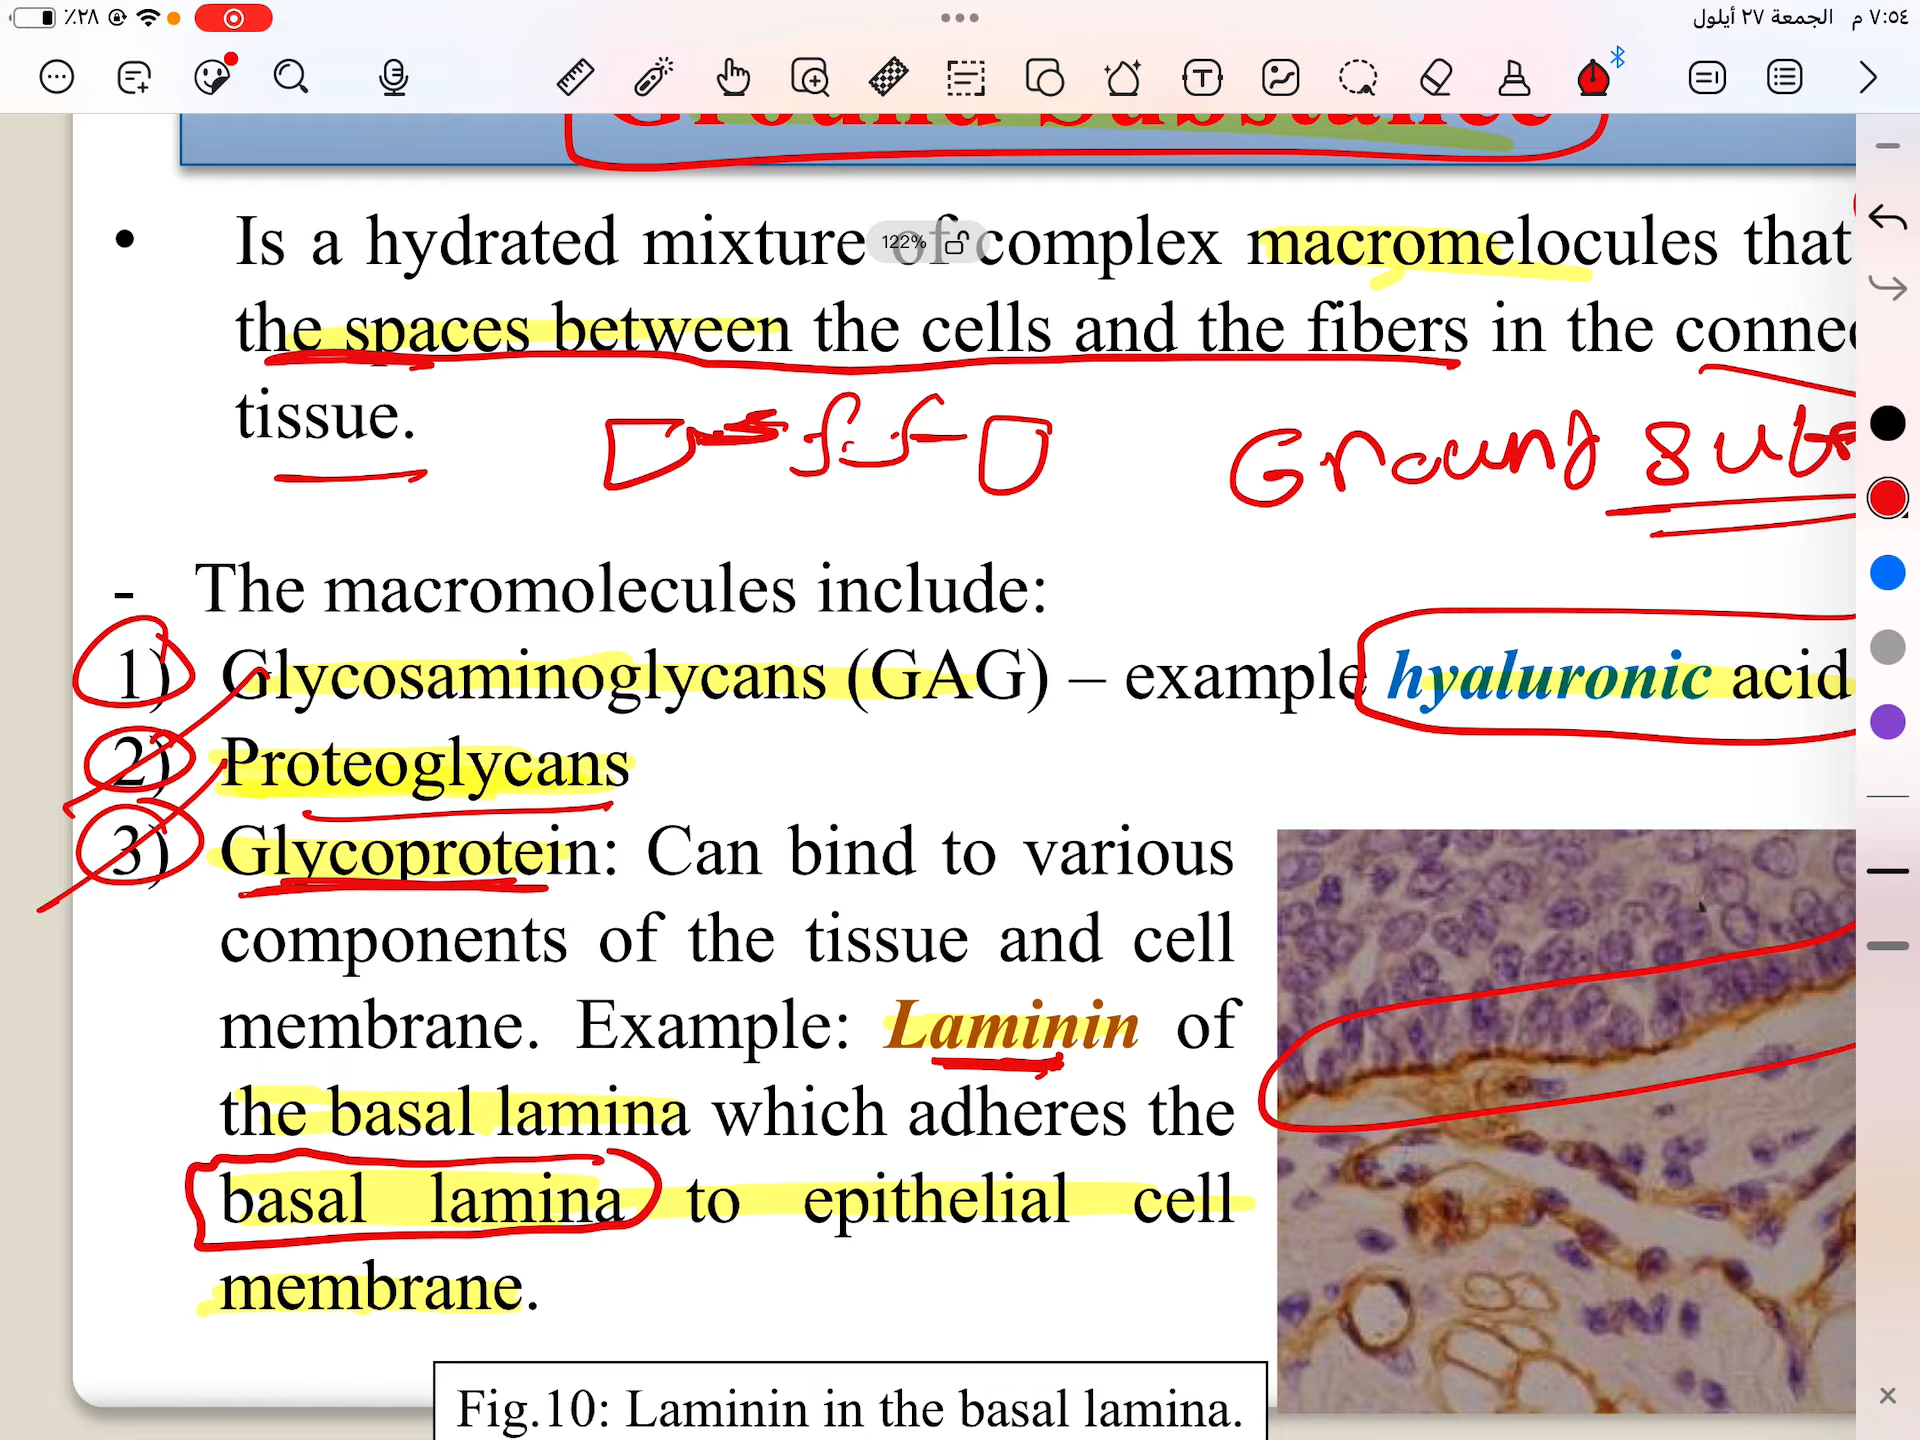 ٪٢٨
٧:٥٤ م الجمعة ٢٧ أيلول
Ground Substance
• Is a hydrated mixture of complex macromelocules that
122%
the spaces between the cells and the fibers in the
tissue.
Ground
- The macromolecules include:
1) Glycosaminoglycans (GAG) – example hyaluronic acid
2) Proteoglycans
3) Glycoprotein: Can bind to various
components of the tissue and cell
membrane. Example: Laminin of
the basal lamina which adheres the
basal lamina to epithelial cell
membrane.
Fig.10: Laminin in the basal lamina.